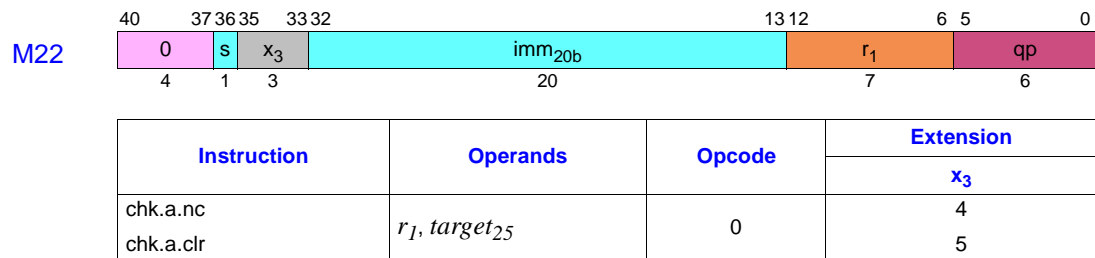 40 37 36 35 33 32 13 12 6 5 0
M22 0 s x3 imm20b r1 qp
4 1 3 20 7 6
Instruction Operands Opcode Extension
x3
chk.a.nc 4
r1, target25 0
chk.a.clr 5